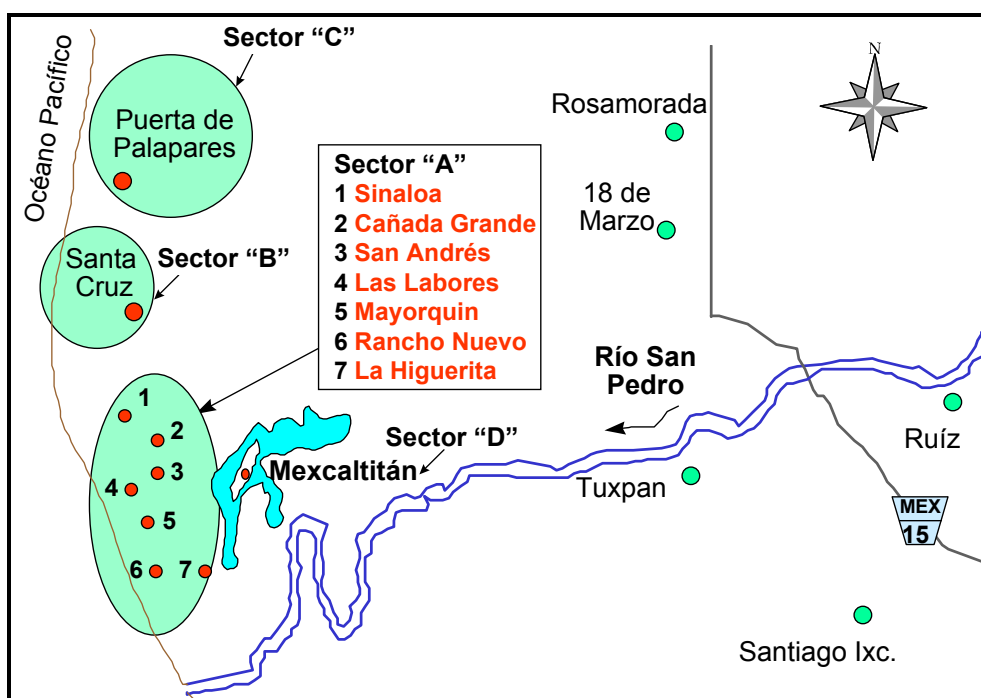 Océano Pacífico
Sector “C”
Puerta de
Palapares
Santa
Cruz
Sector “B”
Sector “A”
1 Sinaloa
2 Cañada Grande
3 San Andrés
4 Las Labores
5 Mayorquin
6 Rancho Nuevo
7 La Higuerita
N
Rosamorada
18 de
Marzo
Río San
Pedro
Ruíz
Sector “D”
Mexcaltitán
Tuxpan
MEX
15
Santiago Ixc.
1
2
3
4
5
6
7